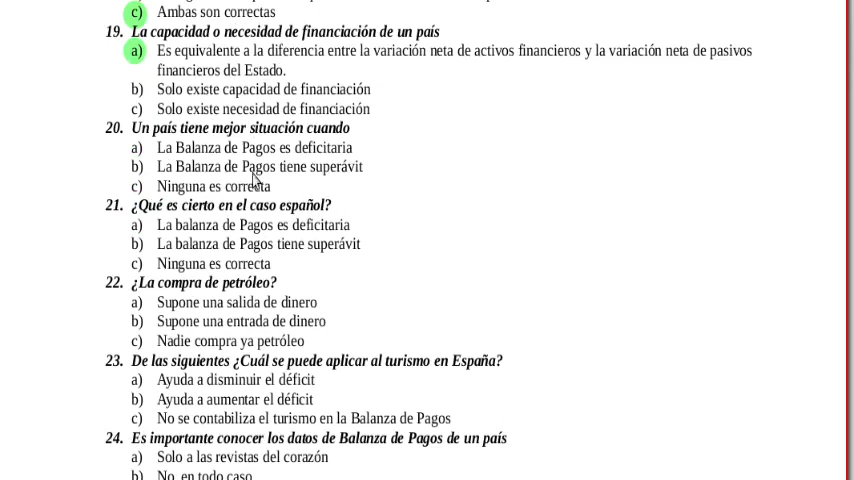 c) Ambas son correctas
19. La capacidad o necesidad de financiación de un país
a) Es equivalente a la diferencia entre la variación neta de activos financieros y la variación neta de pasivos
financieros del Estado.
b) Solo existe capacidad de financiación
c) Solo existe necesidad de financiación
20. Un país tiene mejor situación cuando
a) La Balanza de Pagos es deficitaria
b) La Balanza de Pagos tiene superávit
c) Ninguna es correcta
21. ¿Qué es cierto en el caso español?
a) La balanza de Pagos es deficitaria
b) La balanza de Pagos tiene superávit
c) Ninguna es correcta
22. ¿La compra de petróleo?
a) Supone una salida de dinero
b) Supone una entrada de dinero
c) Nadie compra ya petróleo
23. De las siguientes ¿Cuál se puede aplicar al turismo en España?
a) Ayuda a disminuir el déficit
b) Ayuda a aumentar el déficit
c) No se contabiliza el turismo en la Balanza de Pagos
24. Es importante conocer los datos de Balanza de Pagos de un país
a) Solo a las revistas del corazón
b) No, en todo caso